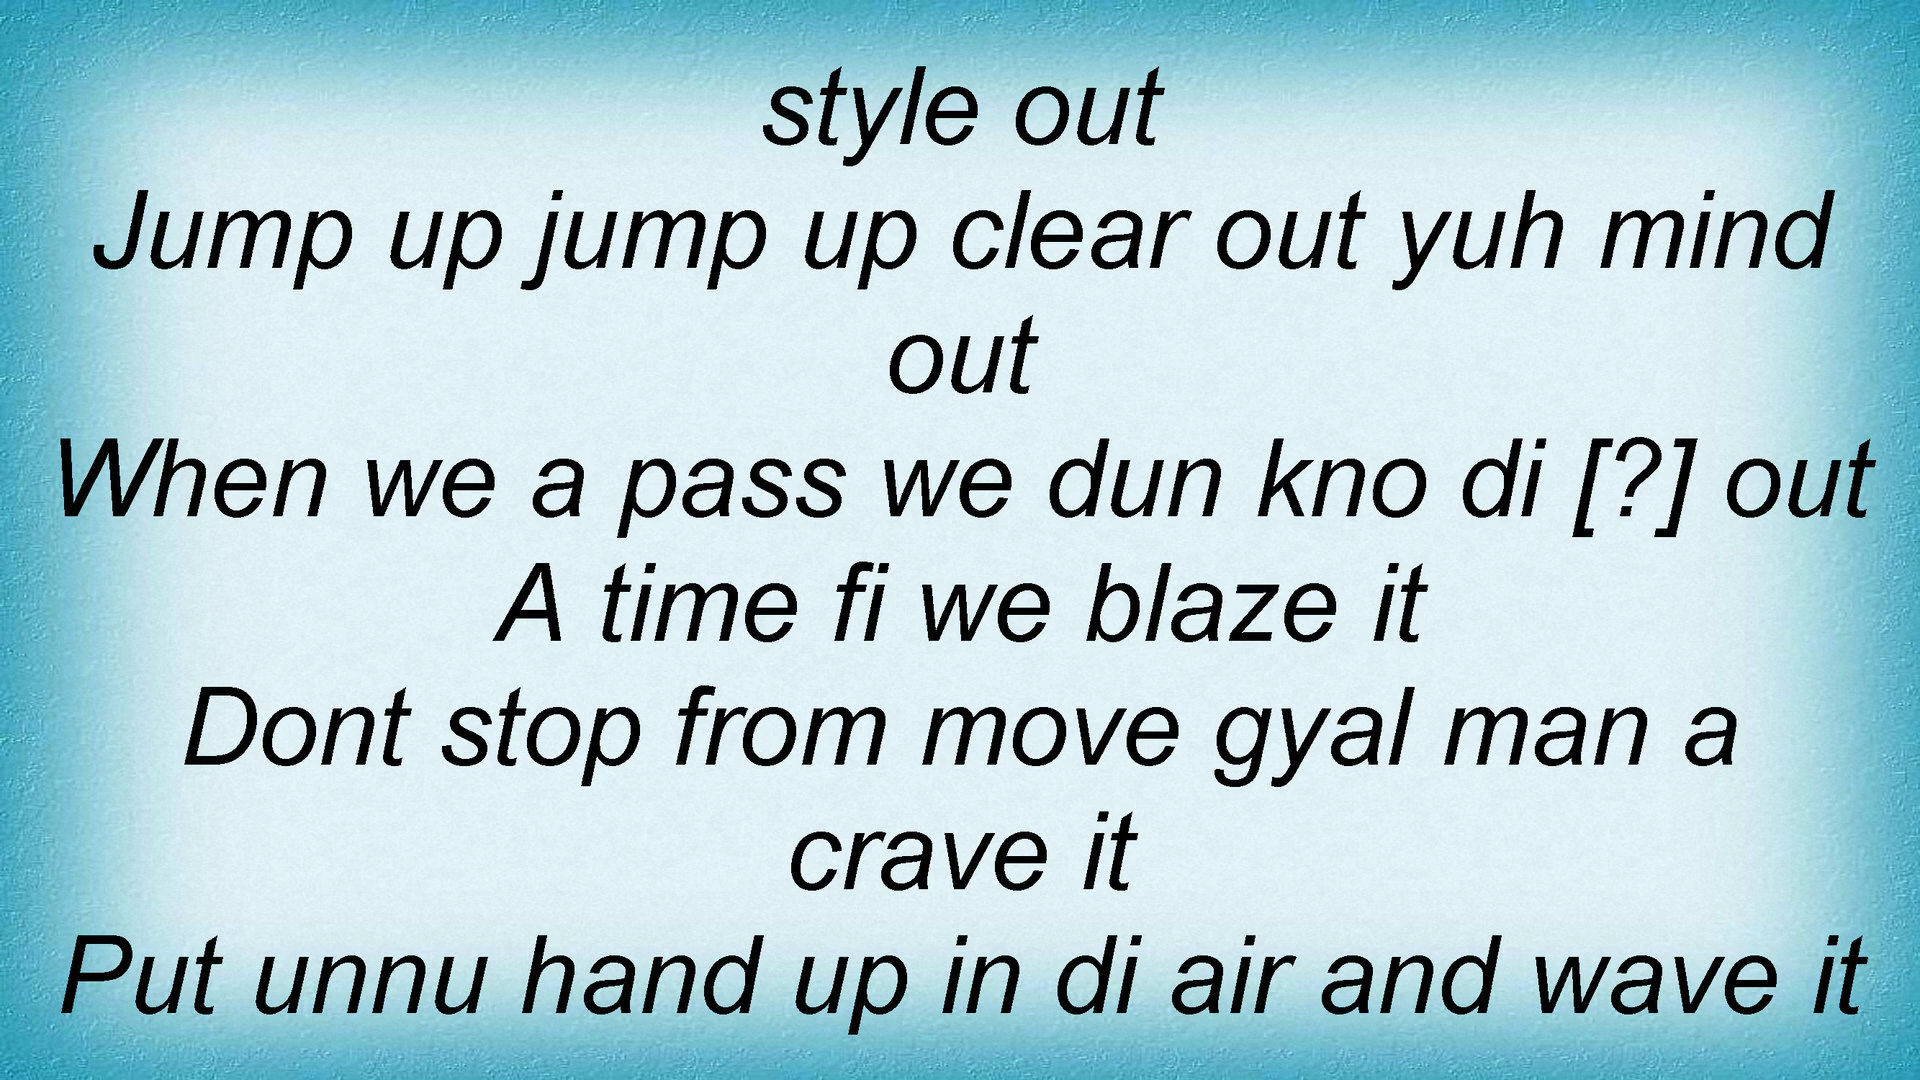 style out
Jump up jump up clear out yuh mind
out
When we a pass we dun kno di [?] out
A time fi we blaze it
Dont stop from move gyal man a
crave it
Put unnu hand up in di air and wave it